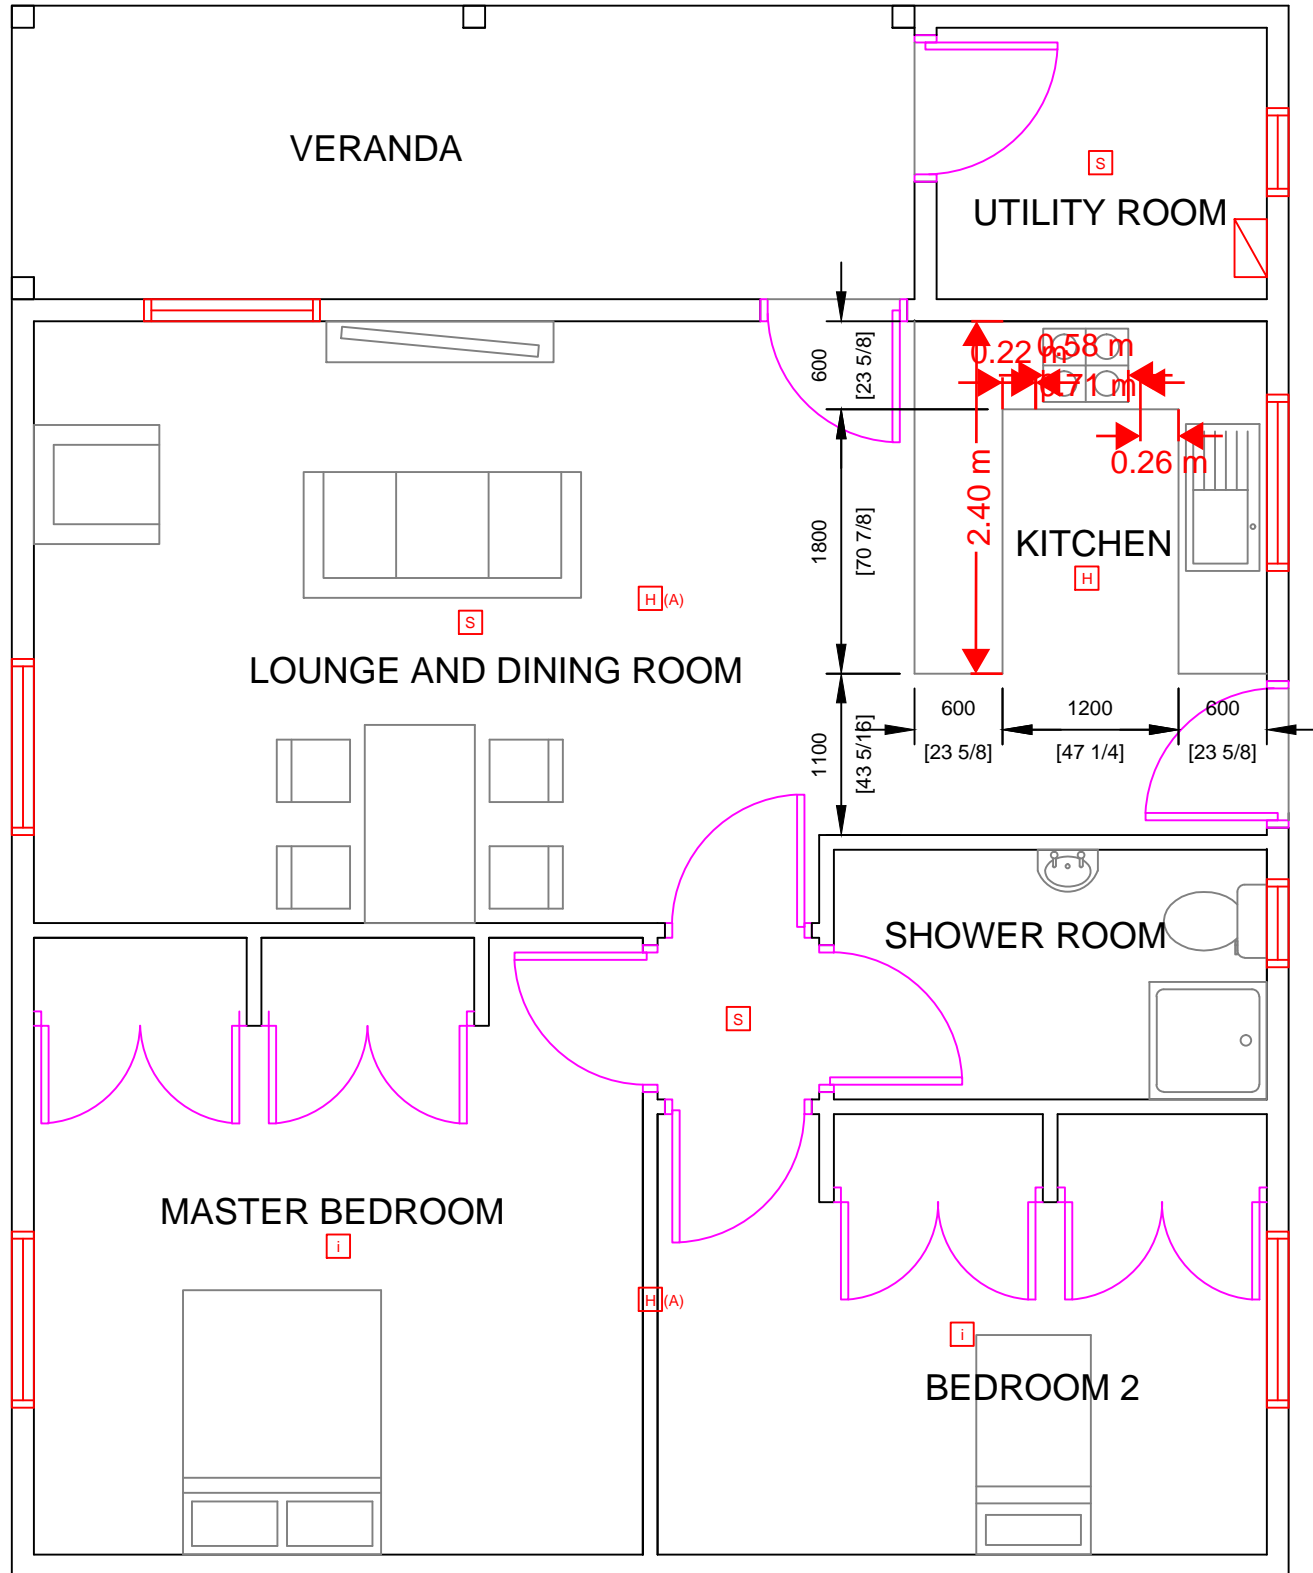 VERANDA
S
UTILITY ROOM
600
[23 5/8]
0.22 m
0.58 m
0.71 m
0.26 m
2.40 m
1800
[70 7/8]
KITCHEN
H
H (A)
S
LOUNGE AND DINING ROOM
600
[23 5/8]
1200
[47 1/4]
600
[23 5/8]
1100
[43 5/16]
SHOWER ROOM
S
MASTER BEDROOM
i
H (A)
i
BEDROOM 2